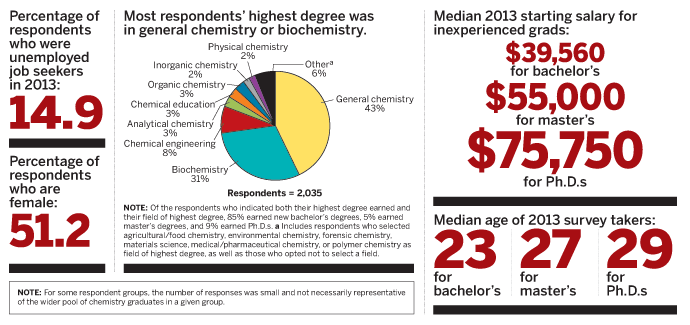 Percentage of
respondents
who were
unemployed
job seekers
in 2013:
14.9
Percentage of
respondents
who are
female:
51.2
Most respondents' highest degree was
in general chemistry or biochemistry.
Physical chemistry
2%
Inorganic chemistry
2%
Organic chemistry
3%
Chemical education
3%
Analytical chemistry
3%
Chemical engineering
8%
Biochemistry
31%
Otherª
6%
General chemistry
43%
Respondents = 2,035
NOTE: Of the respondents who indicated both their highest degree earned and
their field of highest degree, 85% earned new bachelor's degrees, 5% earned
master's degrees, and 9% earned Ph.D.s. a Includes respondents who selected
agricultural/food chemistry, environmental chemistry, forensic chemistry,
materials science, medical/pharmaceutical chemistry, or polymer chemistry as
field of highest degree, as well as those who opted not to select a field.
Median 2013 starting salary for
inexperienced grads:
$39,560
for bachelor's
$55,000
for master's
$75,750
for Ph.D.s
Median age of 2013 survey takers:
23
for
bachelor's
27
for
master's
29
for
Ph.D.s
NOTE: For some respondent groups, the number of responses was small and not necessarily representative
of the wider pool of chemistry graduates in a given group.